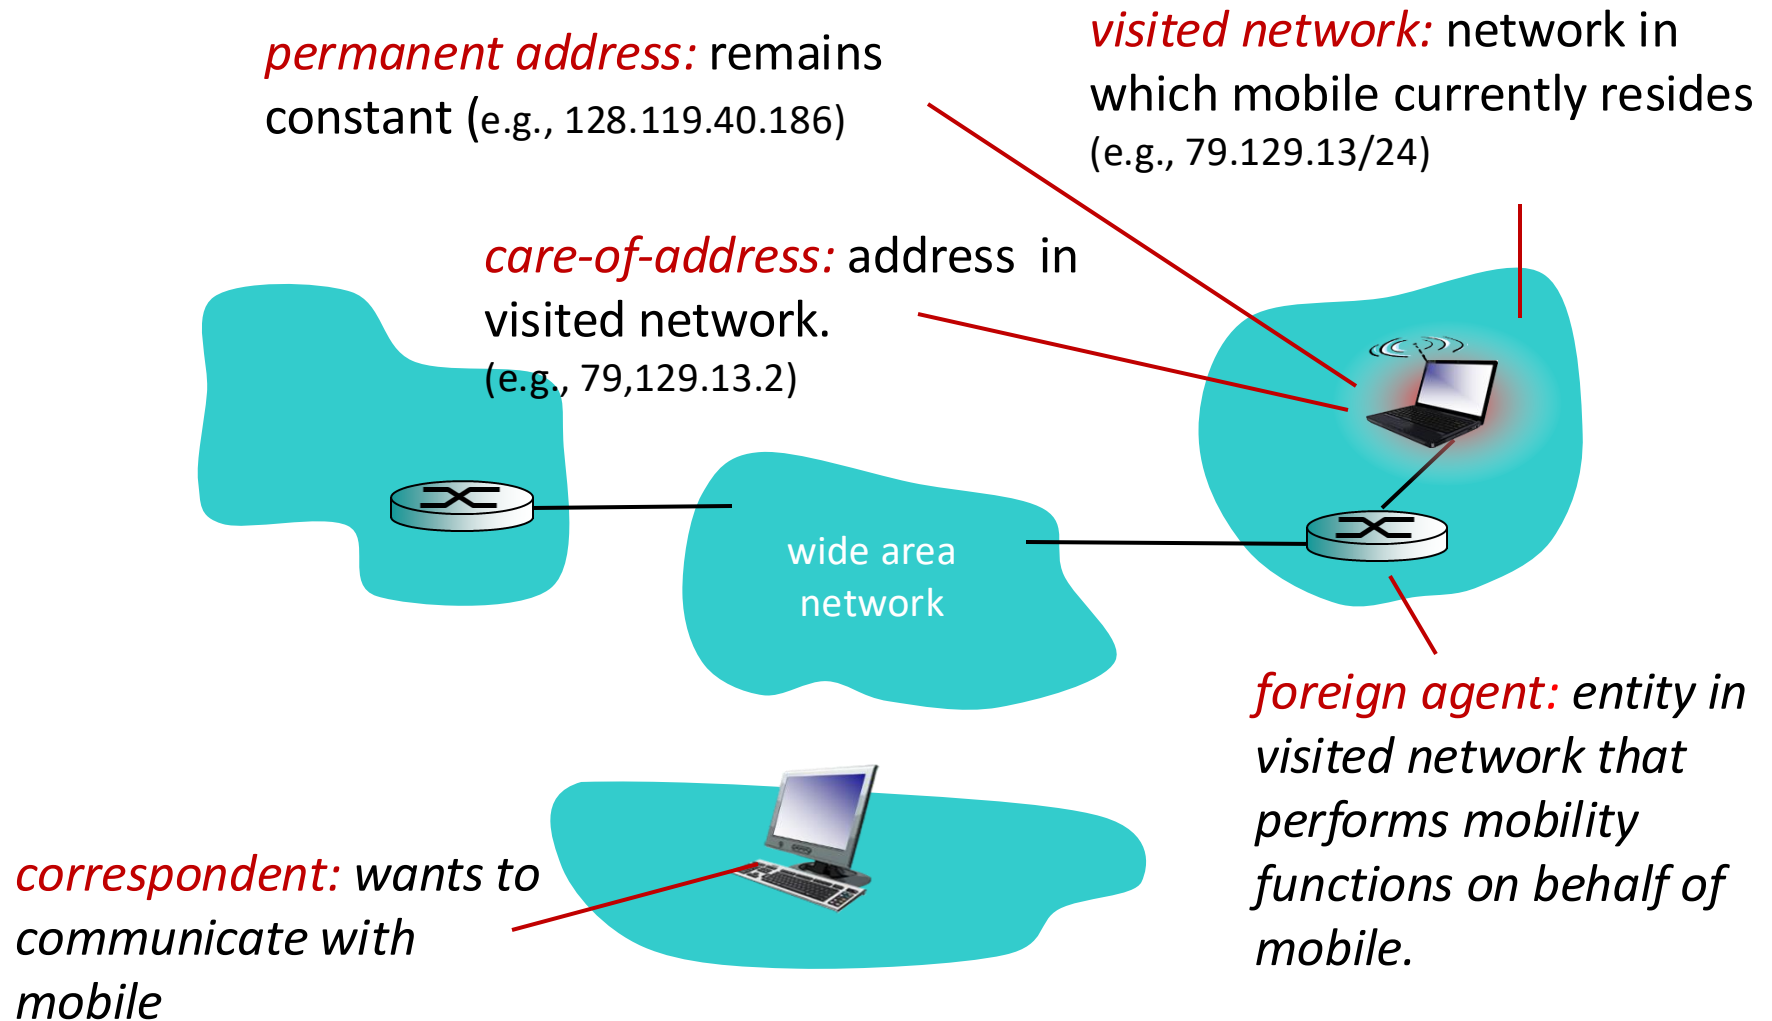 permanent address: remains
constant (e.g., 128.119.40.186)
visited network: network in
which mobile currently resides
(e.g., 79.129.13/24)
care-of-address: address in
visited network.
(e.g., 79,129.13.2)
wide area
network
foreign agent: entity in
visited network that
performs mobility
functions on behalf of
mobile.
correspondent: wants to
communicate with
mobile